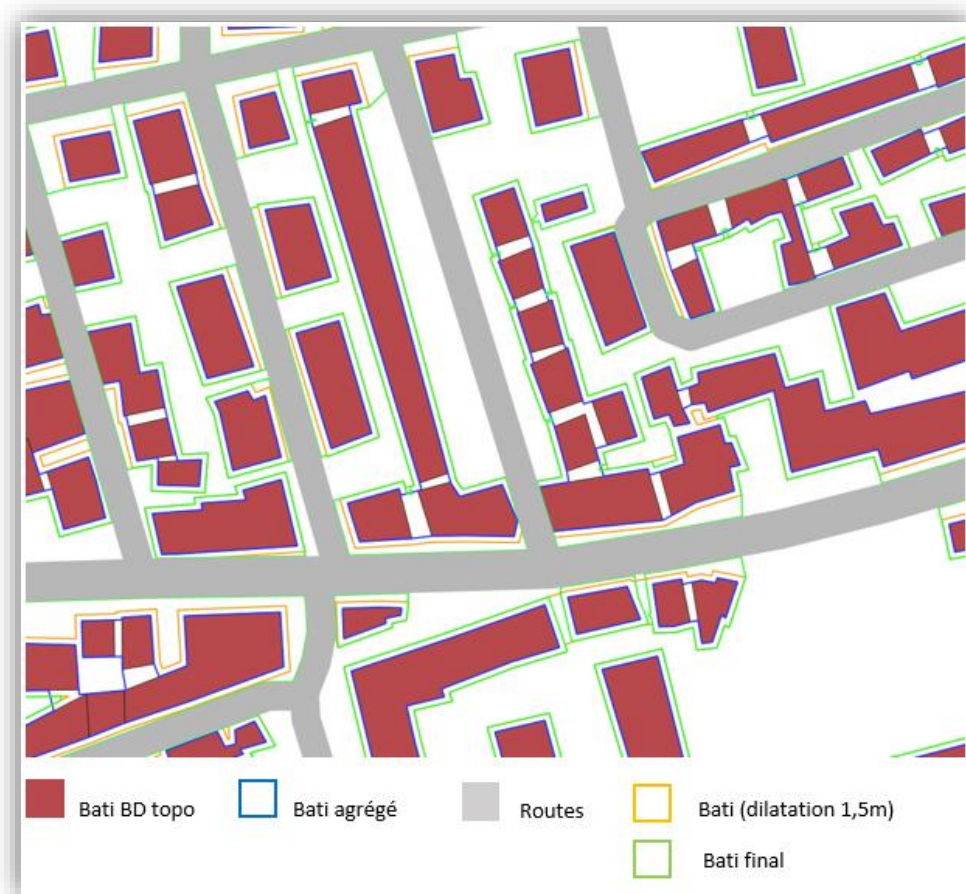 Bati BD topo
Bati agrégé
Routes
Bati (dilatation 1,5m)
Bati final